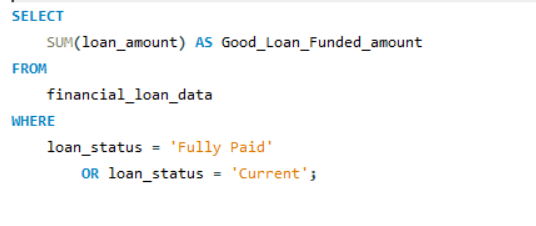 SELECT
SUM(loan_amount) AS Good_Loan_Funded_amount
FROM
financial_loan_data
WHERE
loan_status = 'Fully Paid'
OR loan_status = 'Current';